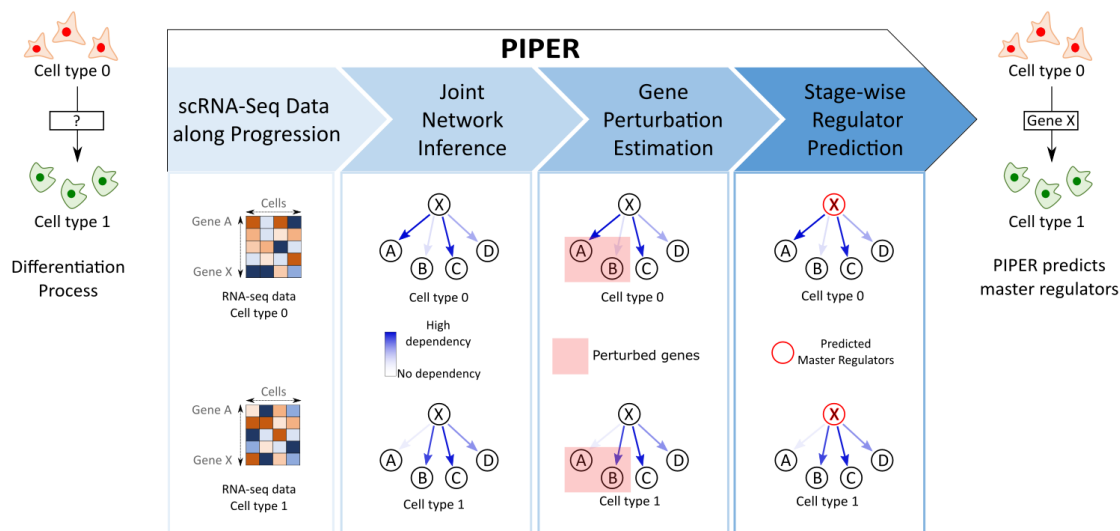 Cell type 0
?
Cell type 1
Differentiation
Process
PIPER
scRNA-Seq Data
along Progression
Joint
Network
Inference
Gene
Perturbation
Estimation
Stage-wise
Regulator
Prediction
Cells
Gene A
Gene X
RNA-seq data
Cell type 0
Cells
Gene A
Gene X
RNA-seq data
Cell type 1
X
A
B
C
D
Cell type 0
High
dependency
No dependency
X
A
B
C
D
Cell type 1
X
A
B
C
D
Cell type 0
Perturbed genes
X
A
B
C
D
Cell type 1
X
A
B
C
D
Cell type 0
Predicted
Master Regulators
X
A
B
C
D
Cell type 1
Cell type 0
Gene X
Cell type 1
PIPER predicts
master regulators